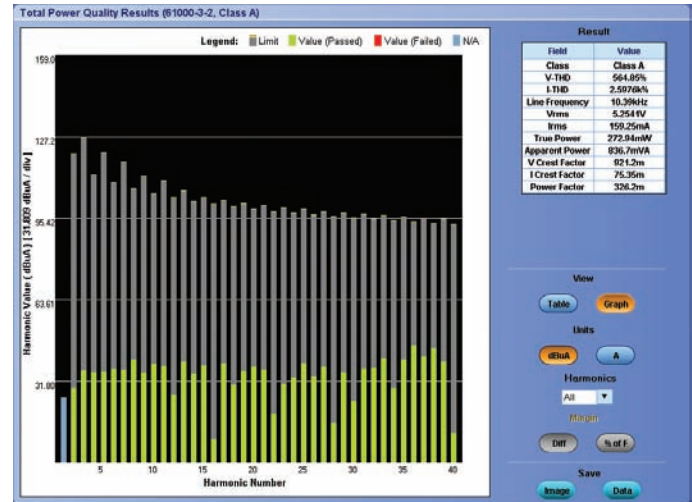 Total Power Quality Results (61000-3-2, Class A)
Legend: Limit Value (Passed) Value (Failed) N/A
159.0
127.2
95.42
63.61
31.80
Harmonic Value ( dBuA ) [ 31.809 dBuA / div ]
5 10 15 20 25 30 35 40
Harmonic Number
Result
Field Value
Class Class A
V-THD 564.85%
I-THD 2.5976k%
Line Frequency 10.39kHz
Vrms 5.2541V
Irms 159.25mA
True Power 272.94mW
Apparent Power 836.7mVA
V Crest Factor 921.2m
I Crest Factor 75.35m
Power Factor 326.2m
View
Table Graph
Units
dBuA A
Harmonics
All
Margin
Diff % of F
Save
Image Data